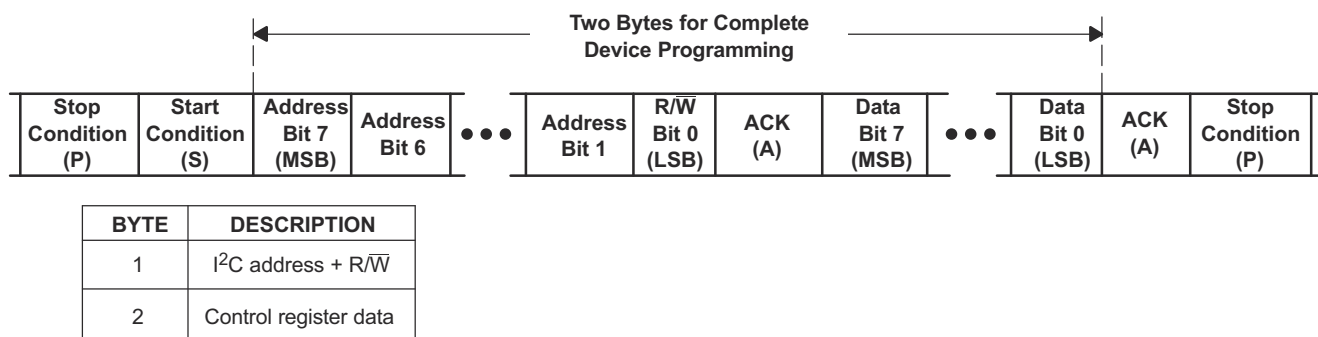 Two Bytes for Complete
Device Programming
Stop Condition (P)
Start Condition (S)
Address Bit 7 (MSB)
Address Bit 6
•••
Address Bit 1
R/W̅ Bit 0 (LSB)
ACK (A)
Data Bit 7 (MSB)
•••
Data Bit 0 (LSB)
ACK (A)
Stop Condition (P)
BYTE DESCRIPTION
1 I²C address + R/W̅
2 Control register data